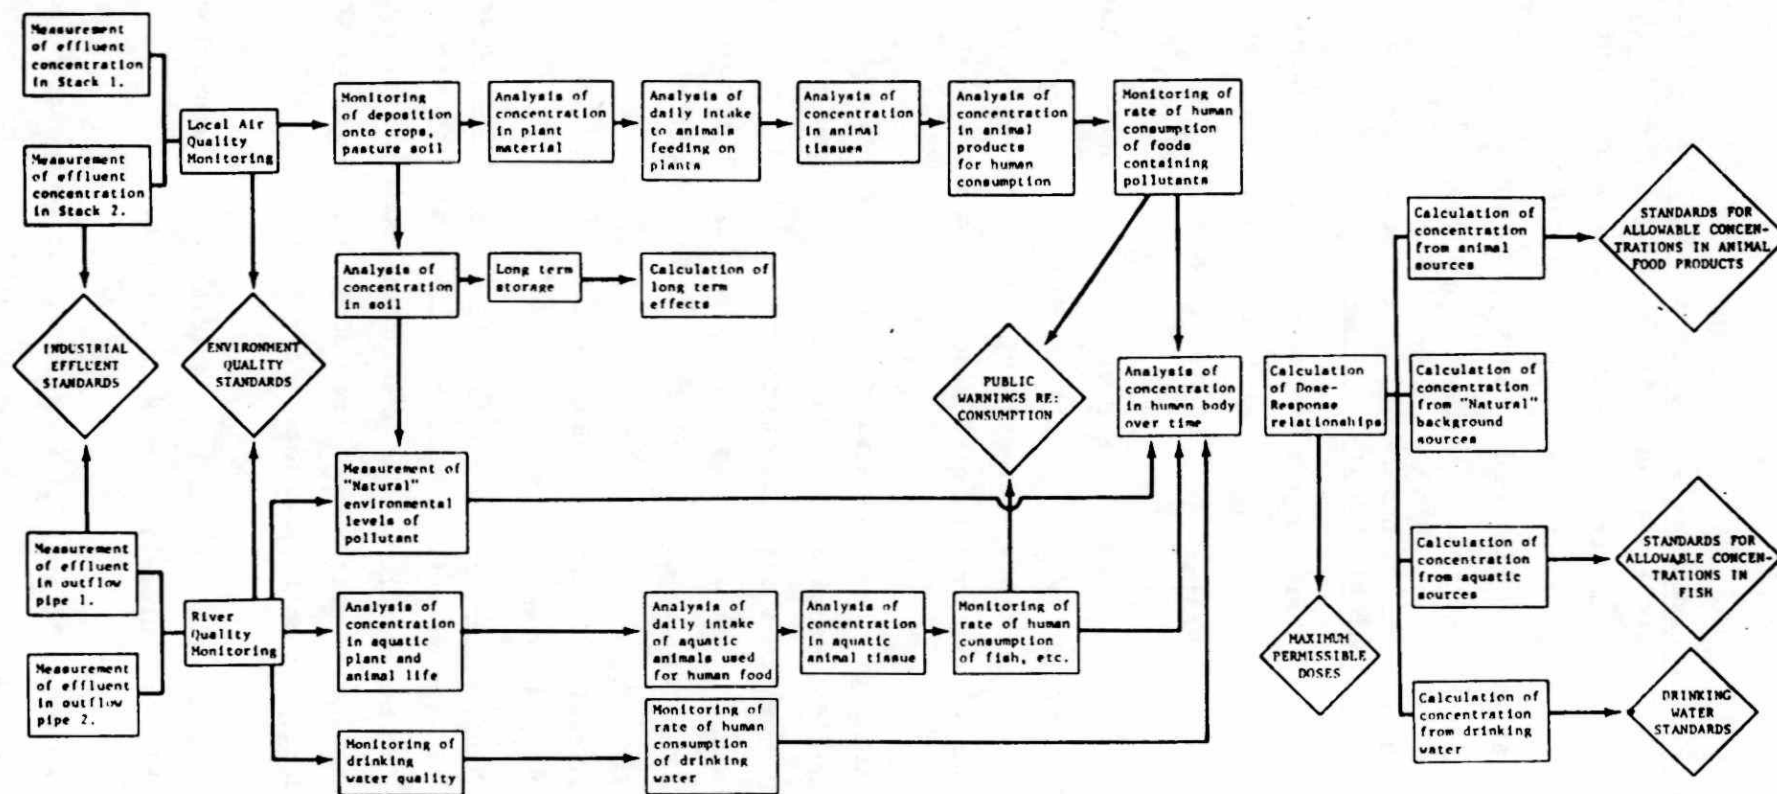 Measurement
of effluent
concentration
in Stack 1.
Measurement
of effluent
concentration
in Stack 2.
Local Air
Quality
Monitoring
Monitoring
of deposition
onto crops,
pasture soil
Analysis of
concentration
in plant
material
Analysis of
daily intake
to animals
feeding on
plants
Analysis of
concentration
in animal
tissues
Analysis of
concentration
in animal
products
for human
consumption
Monitoring of
rate of human
consumption
of foods
containing
pollutants
Analysis of
concentration
in soil
Long term
storage
Calculation of
long term
effects
INDUSTRIAL
EFFLUENT
STANDARDS
ENVIRONMENT
QUALITY
STANDARDS
PUBLIC
WARNINGS RE:
CONSUMPTION
Analysis of
concentration
in human body
over time
Measurement of
"Natural"
environmental
levels of
pollutant
Measurement
of effluent
in outflow
pipe 1.
Measurement
of effluent
in outflow
pipe 2.
River
Quality
Monitoring
Analysis of
concentration
in aquatic
plant and
animal life
Analysis of
daily intake
of aquatic
animals used
for human food
Analysis of
concentration
in aquatic
animal tissue
Monitoring of
rate of human
consumption
of fish, etc.
Monitoring of
drinking
water quality
Monitoring of
rate of human
consumption
of drinking
water
Calculation
of Dose-
Response
relationships
MAXIMUM
PERMISSIBLE
DOSES
Calculation of
concentration
from animal
sources
STANDARDS FOR
ALLOWABLE CONCEN-
TRATIONS IN ANIMAL
FOOD PRODUCTS
Calculation of
concentration
from "Natural"
background
sources
Calculation of
concentration
from aquatic
sources
STANDARDS FOR
ALLOWABLE CONCEN-
TRATIONS IN
FISH
Calculation of
concentration
from drinking
water
DRINKING
WATER
STANDARDS